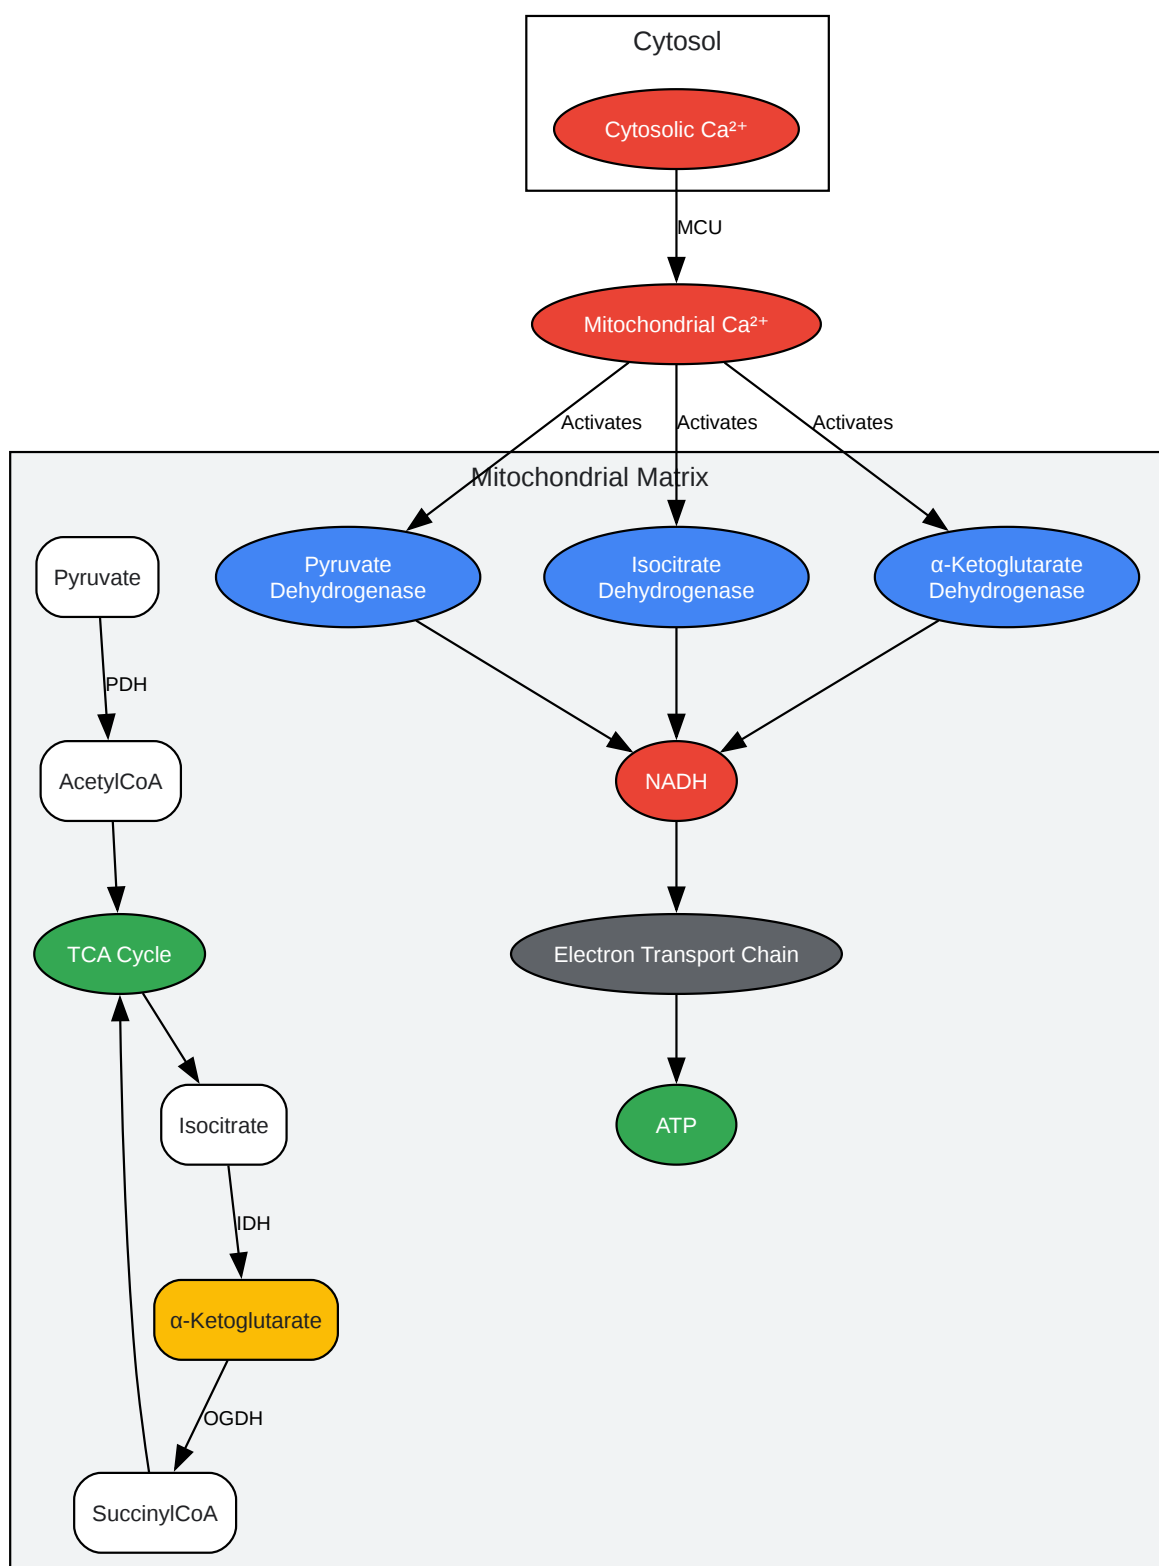 Cytosol
Cytosolic Ca²⁺
MCU
Mitochondrial Ca²⁺
Activates
Activates
Activates
Mitochondrial Matrix
Pyruvate
Pyruvate
Dehydrogenase
Isocitrate
Dehydrogenase
α-Ketoglutarate
Dehydrogenase
PDH
AcetylCoA
NADH
TCA Cycle
Electron Transport Chain
Isocitrate
ATP
IDH
α-Ketoglutarate
OGDH
SuccinylCoA